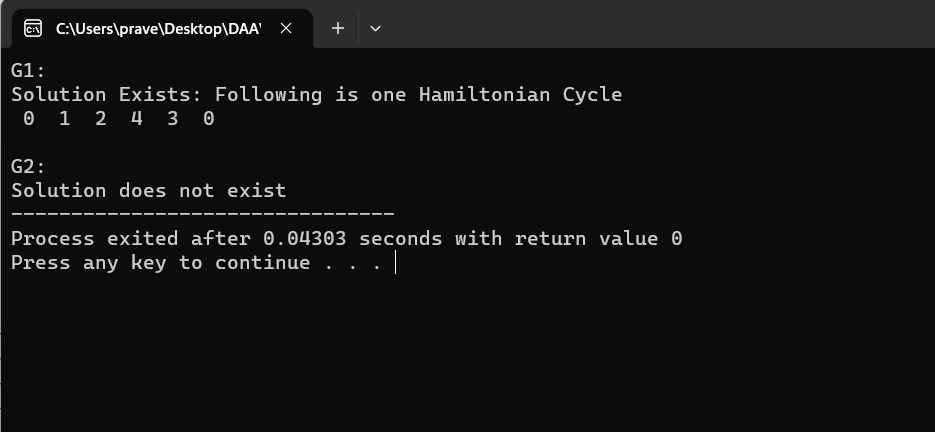 C:\Users\prave\Desktop\DAA\
G1:
Solution Exists: Following is one Hamiltonian Cycle
 0  1  2  4  3  0

G2:
Solution does not exist
--------------------------------
Process exited after 0.04303 seconds with return value 0
Press any key to continue . . .